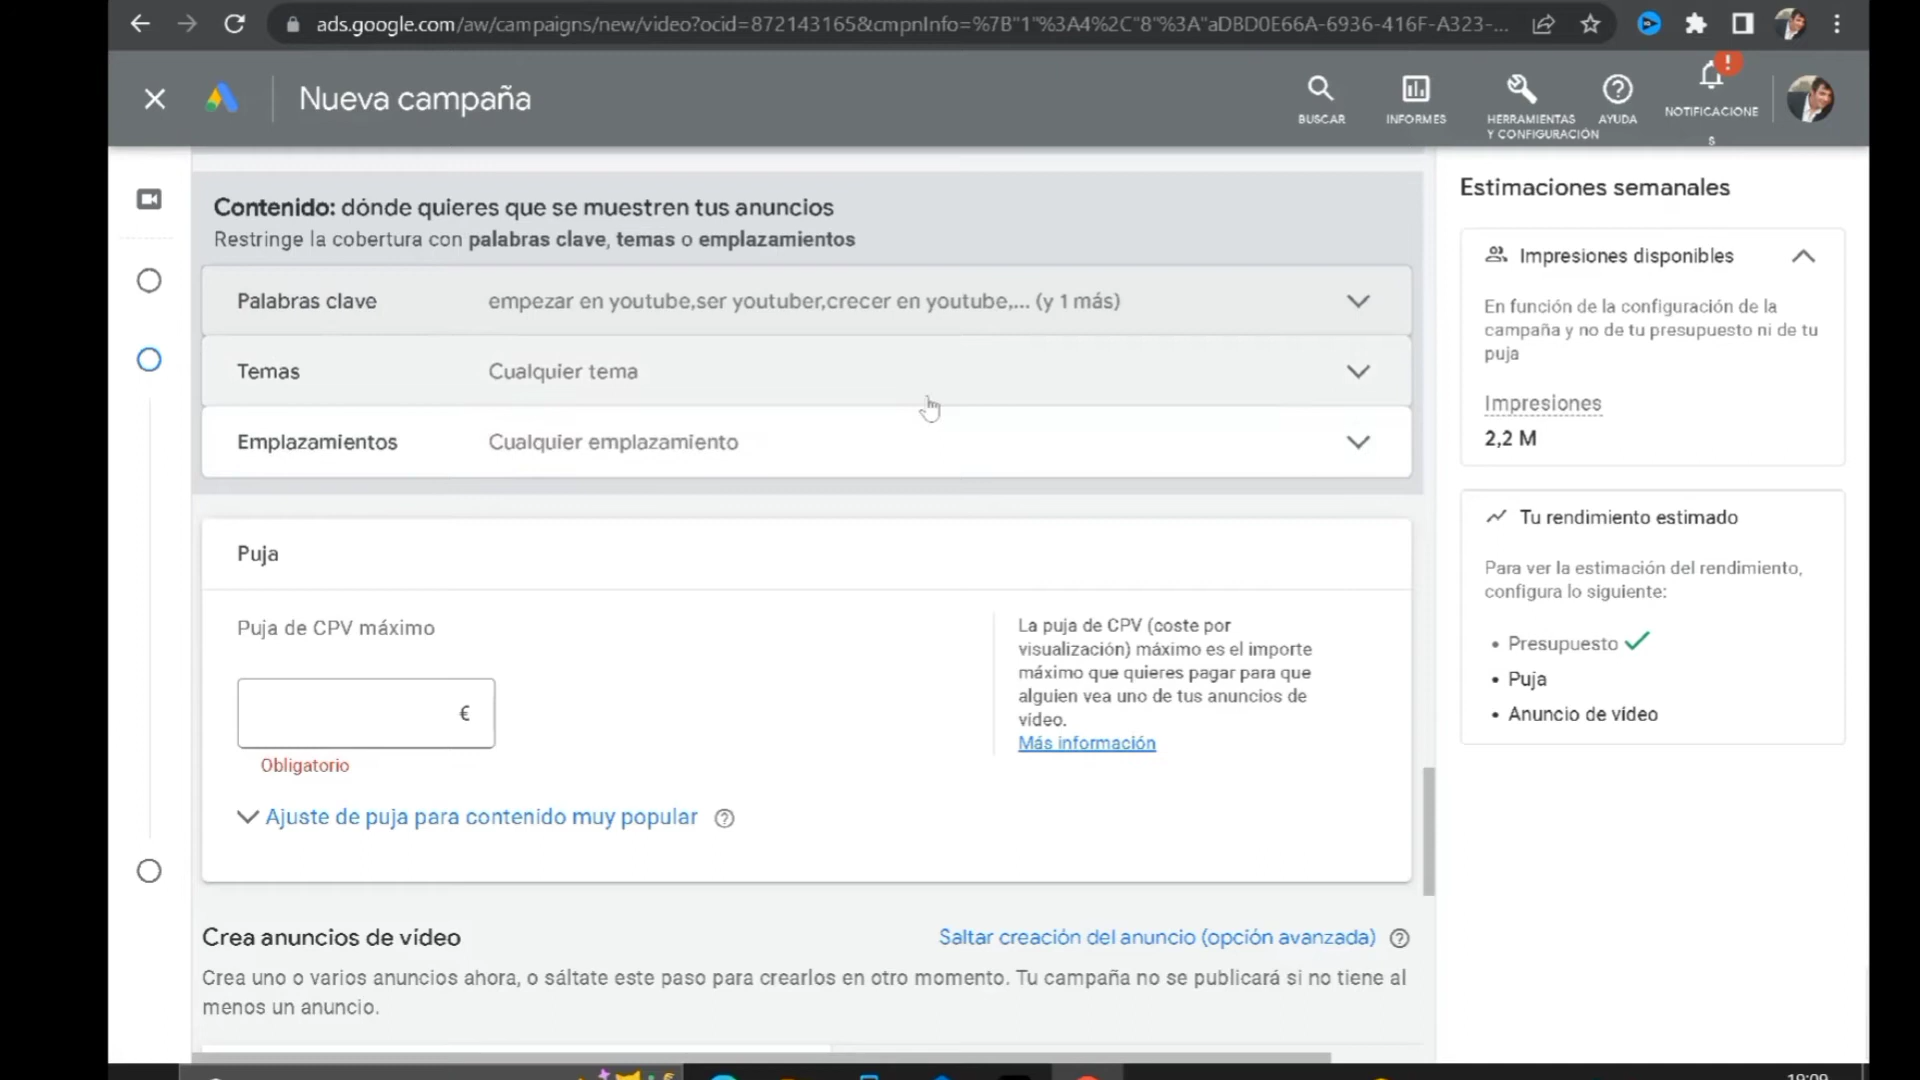 ads.google.com/aw/campaigns/new/video?ocid=872143165&cmpnInfo=%7B"1"%3A4%2C"8"%3A"aDBD0E66A-6936-416F-A323-...
Nueva campaña
BUSCAR
INFORMES
HERRAMIENTAS
Y CONFIGURACIÓN
AYUDA
!
NOTIFICACIONE
S
Contenido: dónde quieres que se muestren tus anuncios
Restringe la cobertura con palabras clave, temas o emplazamientos
Palabras clave
empezar en youtube,ser youtuber,crecer en youtube,... (y 1 más)
Temas
Cualquier tema
Emplazamientos
Cualquier emplazamiento
Puja
Puja de CPV máximo
€
Obligatorio
La puja de CPV (coste por
visualización) máximo es el importe
máximo que quieres pagar para que
alguien vea uno de tus anuncios de
vídeo.
Más información
Ajuste de puja para contenido muy popular
Crea anuncios de vídeo
Saltar creación del anuncio (opción avanzada)
Crea uno o varios anuncios ahora, o sáltate este paso para crearlos en otro momento. Tu campaña no se publicará si no tiene al
menos un anuncio.
Estimaciones semanales
Impresiones disponibles
En función de la configuración de la
campaña y no de tu presupuesto ni de tu
puja
Impresiones
2,2 M
Tu rendimiento estimado
Para ver la estimación del rendimiento,
configura lo siguiente:
• Presupuesto
• Puja
• Anuncio de vídeo